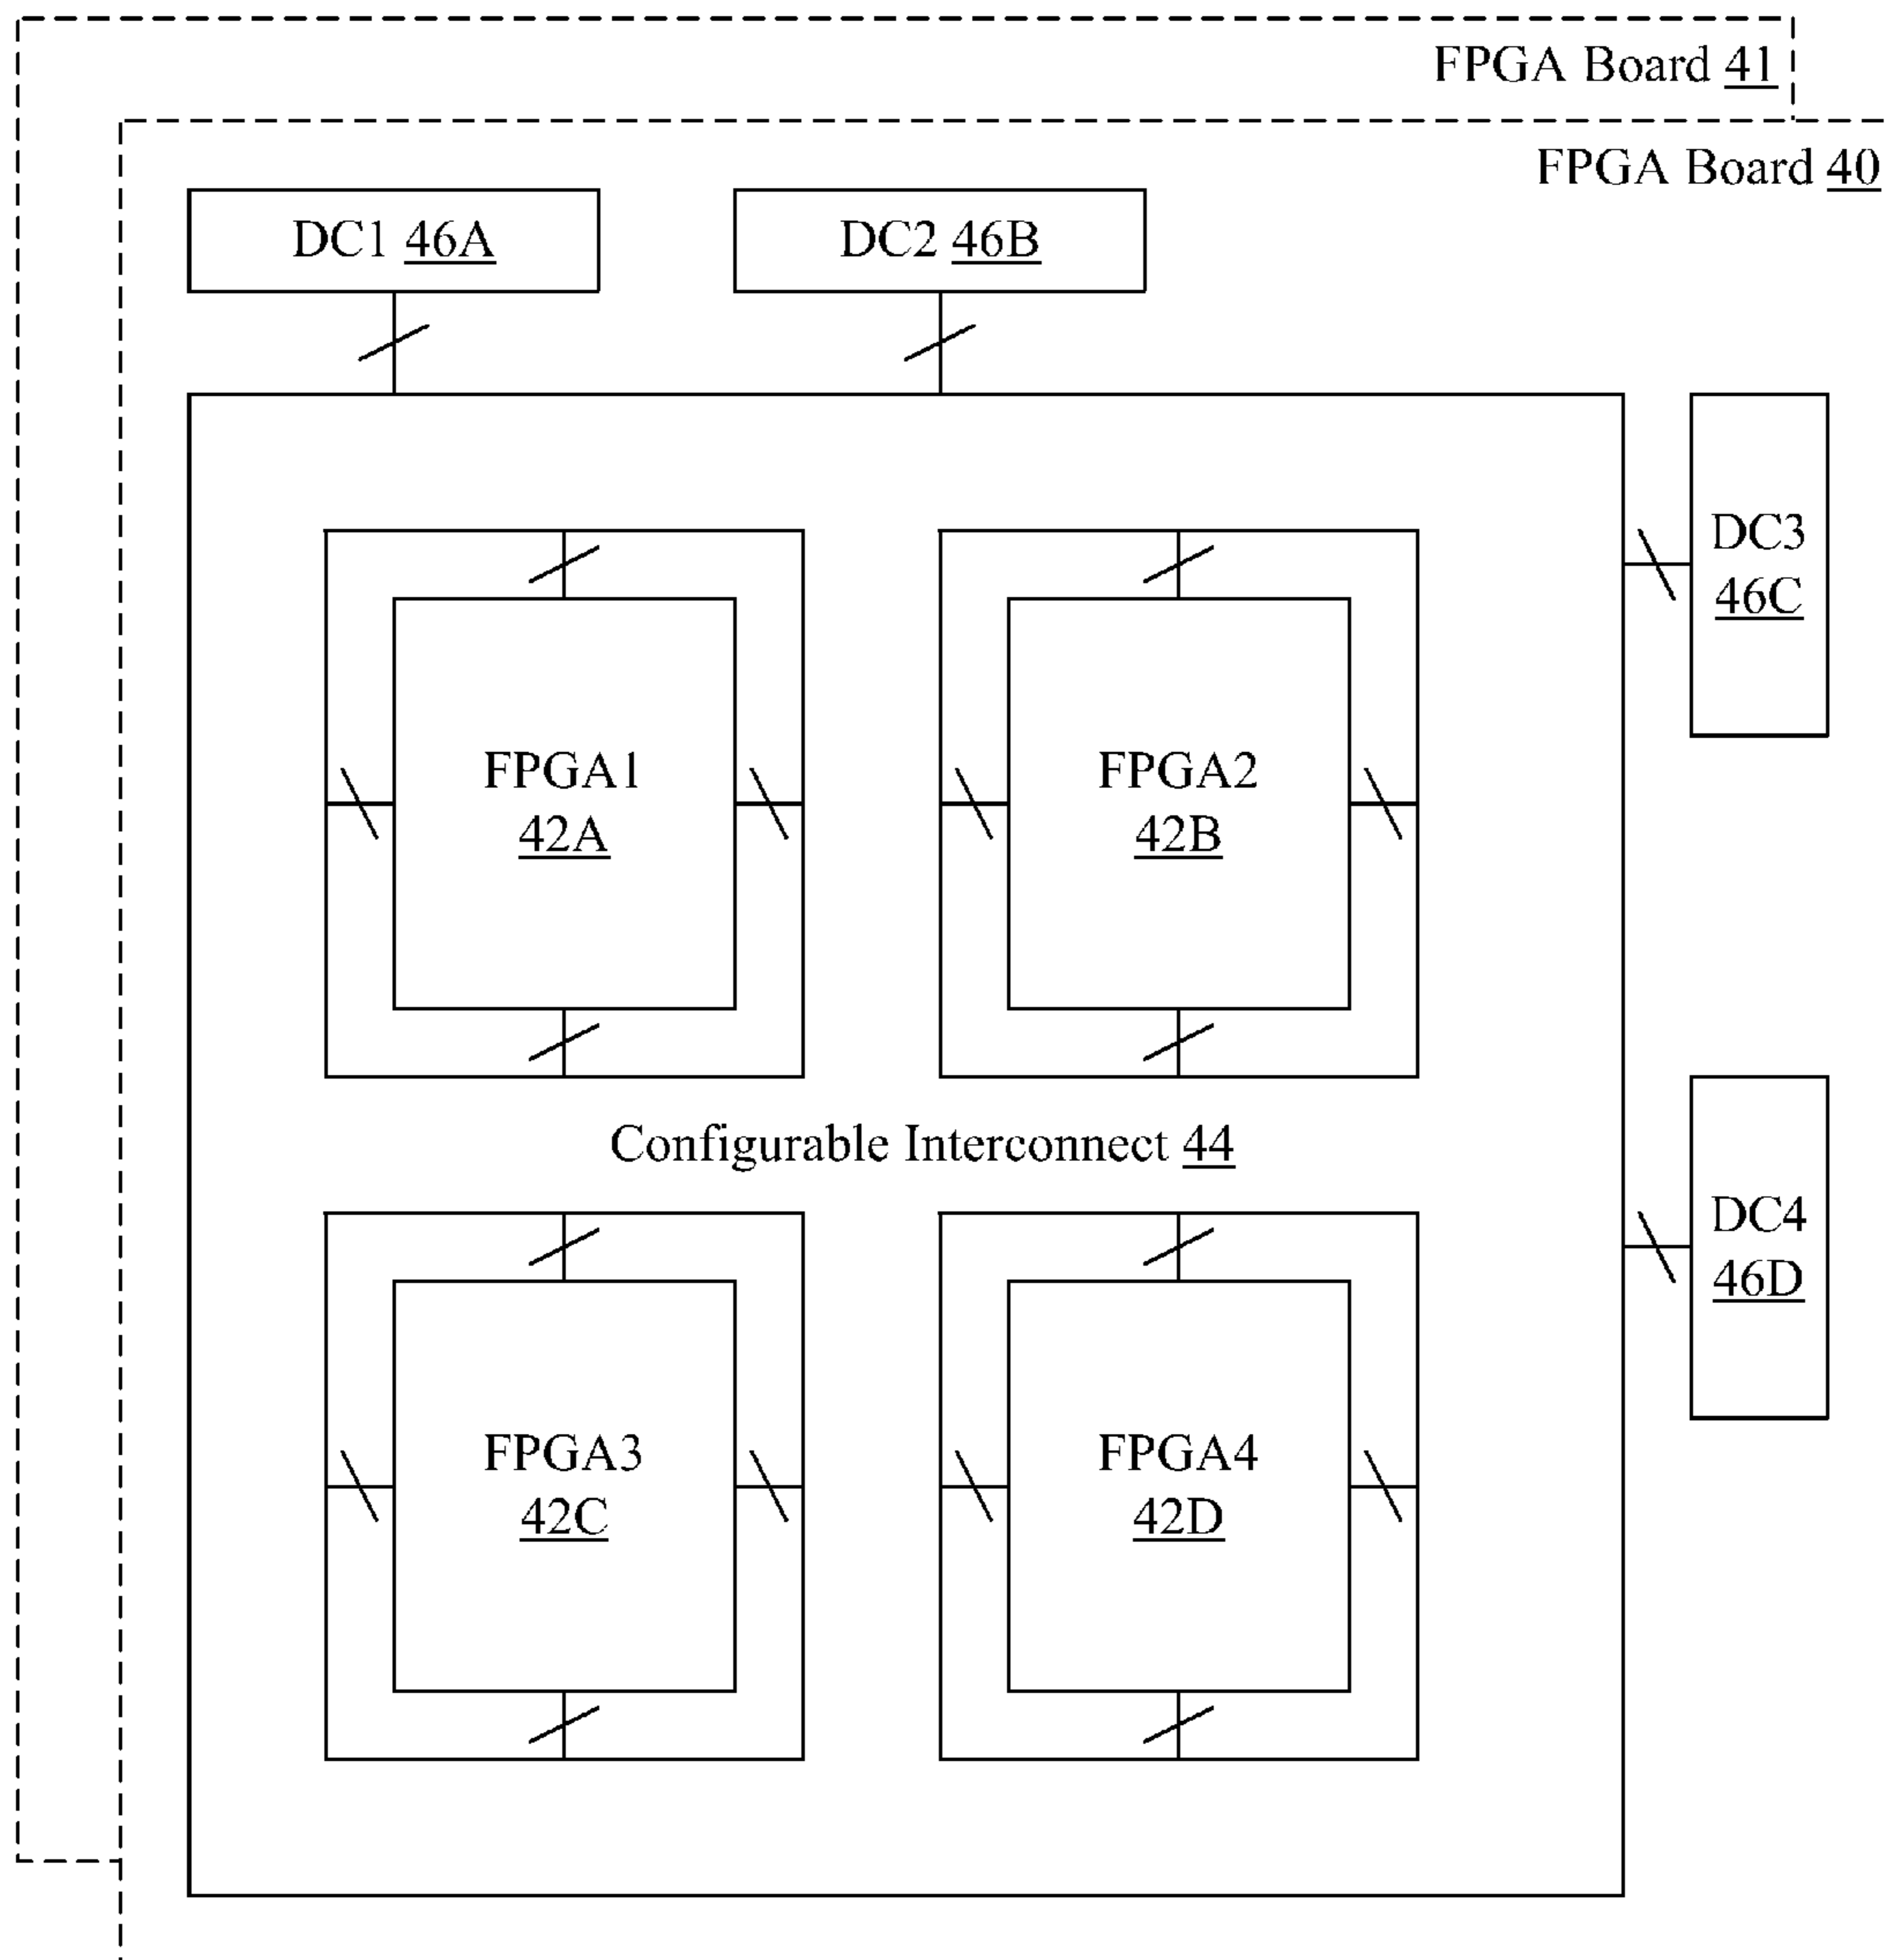 FPGA Board 41
FPGA Board 40
DC1 46A
DC2 46B
DC3
46C
FPGA1
42A
FPGA2
42B
Configurable Interconnect 44
DC4
46D
FPGA3
42C
FPGA4
42D